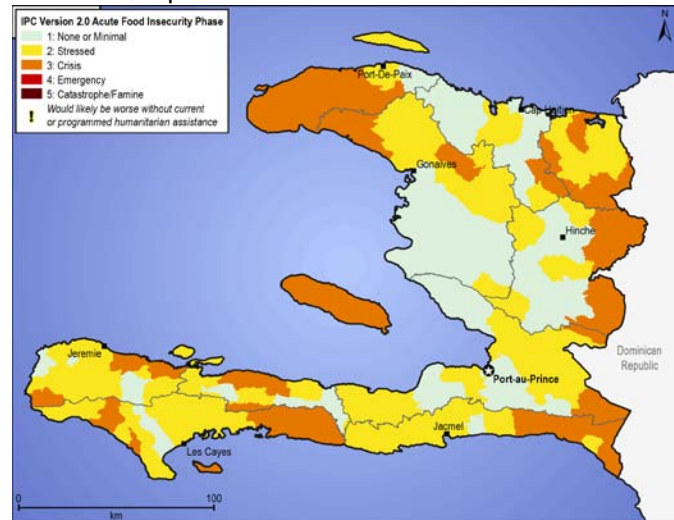 IPC Version 2.0 Acute Food Insecurity Phase
1: None or Minimal
2: Stressed
3: Crisis
4: Emergency
5: Catastrophe/Famine
! Would likely be worse without current
or programmed humanitarian assistance
N
Port-De-Paix
Cap-Haitien
Gonaives
Hinche
Jeremie
Port-au-Prince
Dominican
Republic
Les Cayes
Jacmel
0 100
km